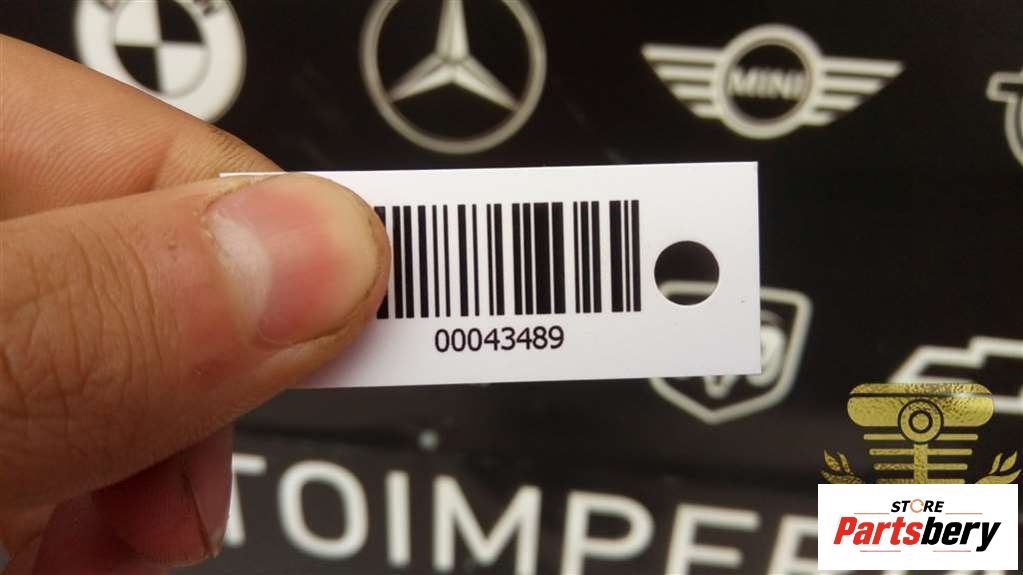 MINI
00043489
TOIMPER
STORE
Partsbery